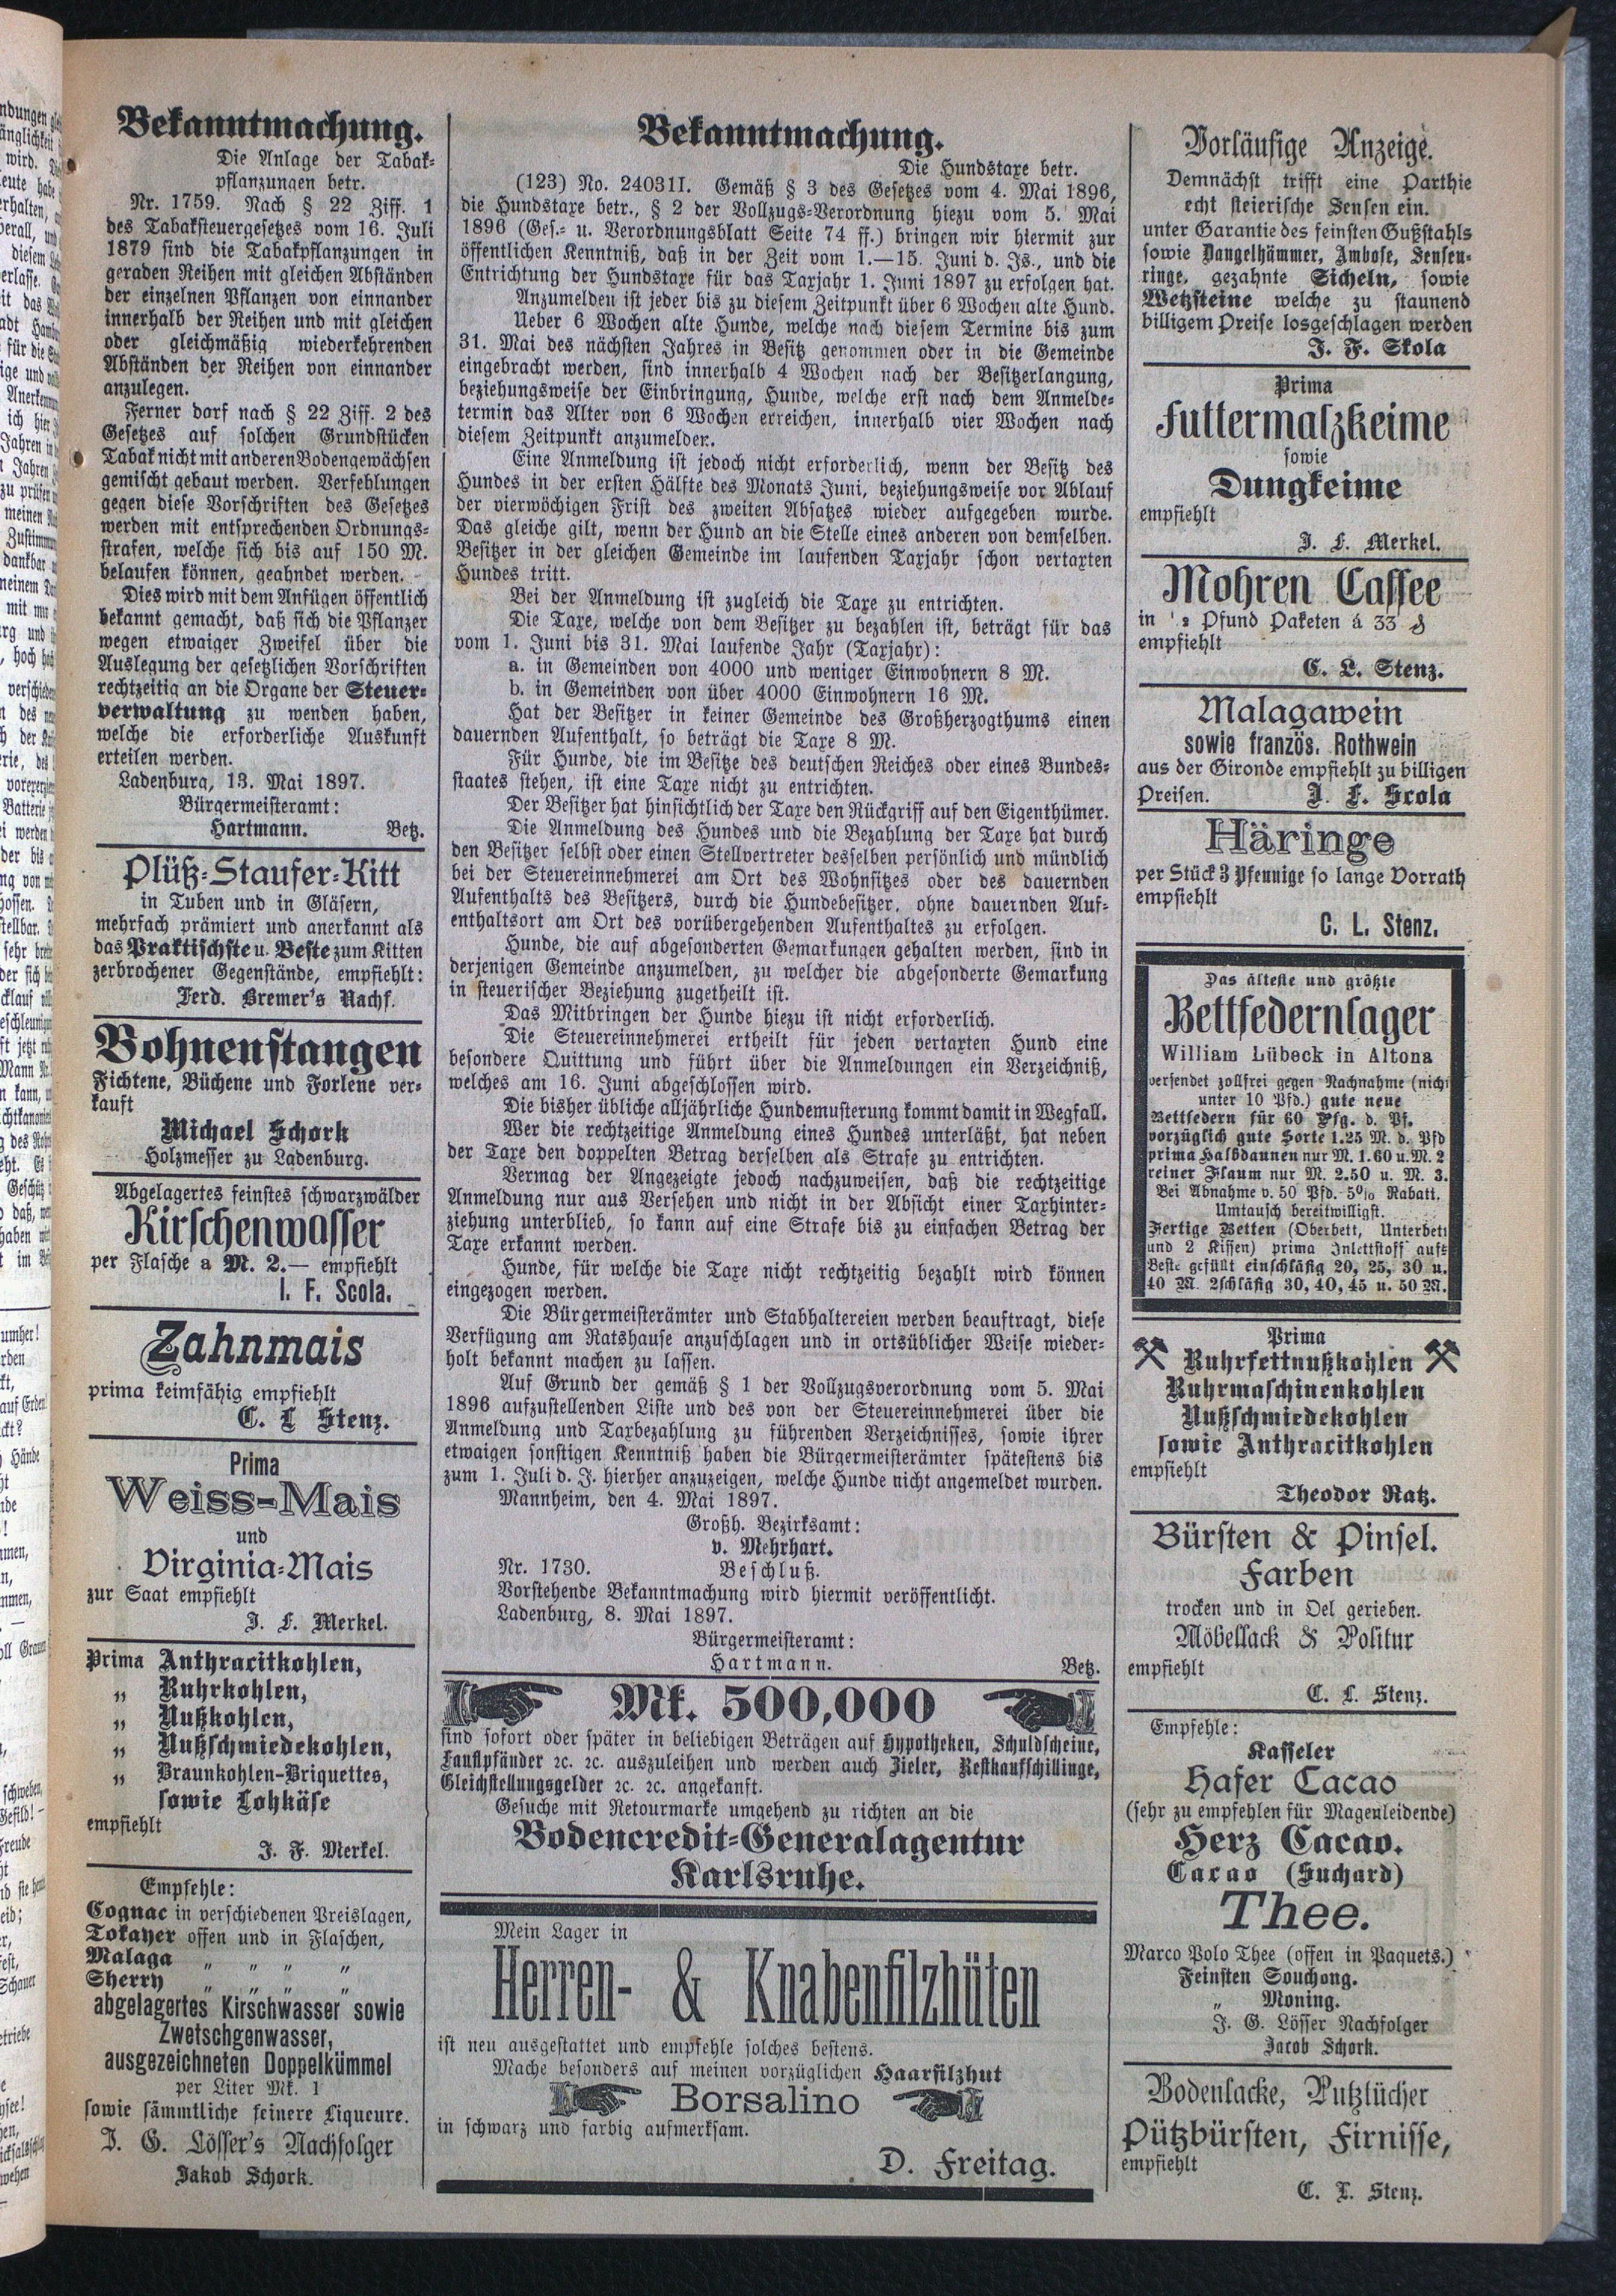 Bekanntmachung.
Die Anlage der Tabak-
pflanzungen betr.
Nr. 1759. Nach § 22 Ziff. 1
des Tabaksteuergesetzes vom 16. Juli
1879 sind die Tabakpflanzungen in
geraden Reihen mit gleichen Abständen
der einzelnen Pflanzen von einnander
innerhalb der Reihen und mit gleichen
oder gleichmäßig wiederkehrenden
Abständen der Reihen von einnander
anzulegen.
Ferner darf nach § 22 Ziff. 2 des
Gesetzes auf solchen Grundstücken
Tabak nicht mit anderen Bodengewächsen
gemischt gebaut werden. Verfehlungen
gegen diese Vorschriften des Gesetzes
werden mit entsprechenden Ordnungs-
strafen, welche sich bis auf 150 M.
belaufen können, geahndet werden.
Dies wird mit dem Anfügen öffentlich
bekannt gemacht, daß sich die Pflanzer
wegen etwaiger Zweifel über die
Auslegung der gesetzlichen Vorschriften
rechtzeitig an die Organe der Steuer-
verwaltung zu wenden haben,
welche die erforderliche Auskunft
erteilen werden.
Ladenburg, 13. Mai 1897.
Bürgermeisteramt:
Hartmann. Betz.
Plüß-Staufer-Kitt
in Tuben und in Gläsern,
mehrfach prämiert und anerkannt als
das Praktischste u. Beste zum Kitten
zerbrochener Gegenstände, empfiehlt:
Ferd. Bremer's Nachf.
Bohnenstangen
Fichtene, Büchene und Forlene ver-
kauft
Michael Schork
Holzmesser zu Ladenburg.
Abgelagertes feinstes schwarzwälder
Kirschenwasser
per Flasche a M. 2.— empfiehlt
I. F. Scola.
Zahnmais
prima keimfähig empfiehlt
C. L Stenz.
Prima
Weiss-Mais
und
Virginia-Mais
zur Saat empfiehlt
J. F. Merkel.
Prima Anthracitkohlen,
„ Ruhrkohlen,
„ Nußkohlen,
„ Nußschmiedekohlen,
„ Braunkohlen-Briquettes,
sowie Lohkäse
empfiehlt
J. F. Merkel.
Empfehle:
Cognac in verschiedenen Preislagen,
Tokayer offen und in Flaschen,
Malaga „ „ „ „
Sherry „ „ „ „
abgelagertes Kirschwasser sowie
Zwetschgenwasser,
ausgezeichneten Doppelkümmel
per Liter Mk. 1
sowie sämmtliche feinere Liqueure.
J. G. Lösser's Nachfolger
Jakob Schork.
Bekanntmachung.
Die Hundstaxe betr.
(123) No. 24031I. Gemäß § 3 des Gesetzes vom 4. Mai 1896,
die Hundstaxe betr., § 2 der Vollzugs-Verordnung hiezu vom 5. Mai
1896 (Ges.- u. Verordnungsblatt Seite 74 ff.) bringen wir hiermit zur
öffentlichen Kenntniß, daß in der Zeit vom 1.—15. Juni d. Js., und die
Entrichtung der Hundstaxe für das Taxjahr 1. Juni 1897 zu erfolgen hat.
Anzumelden ist jeder bis zu diesem Zeitpunkt über 6 Wochen alte Hund.
Ueber 6 Wochen alte Hunde, welche nach diesem Termine bis zum
31. Mai des nächsten Jahres in Besitz genommen oder in die Gemeinde
eingebracht werden, sind innerhalb 4 Wochen nach der Besitzerlangung,
beziehungsweise der Einbringung, Hunde, welche erst nach dem Anmelde-
termin das Alter von 6 Wochen erreichen, innerhalb vier Wochen nach
diesem Zeitpunkt anzumelden.
Eine Anmeldung ist jedoch nicht erforderlich, wenn der Besitz des
Hundes in der ersten Hälfte des Monats Juni, beziehungsweise vor Ablauf
der vierwöchigen Frist des zweiten Absatzes wieder aufgegeben wurde.
Das gleiche gilt, wenn der Hund an die Stelle eines anderen von demselben.
Besitzer in der gleichen Gemeinde im laufenden Taxjahr schon vertaxten
Hundes tritt.
Bei der Anmeldung ist zugleich die Taxe zu entrichten.
Die Taxe, welche von dem Besitzer zu bezahlen ist, beträgt für das
vom 1. Juni bis 31. Mai laufende Jahr (Taxjahr):
a. in Gemeinden von 4000 und weniger Einwohnern 8 M.
b. in Gemeinden von über 4000 Einwohnern 16 M.
Hat der Besitzer in keiner Gemeinde des Großherzogthums einen
dauernden Aufenthalt, so beträgt die Taxe 8 M.
Für Hunde, die im Besitze des deutschen Reiches oder eines Bundes-
staates stehen, ist eine Taxe nicht zu entrichten.
Der Besitzer hat hinsichtlich der Taxe den Rückgriff auf den Eigenthümer.
Die Anmeldung des Hundes und die Bezahlung der Taxe hat durch
den Besitzer selbst oder einen Stellvertreter desselben persönlich und mündlich
bei der Steuereinnehmerei am Ort des Wohnsitzes oder des dauernden
Aufenthalts des Besitzers, durch die Hundebesitzer, ohne dauernden Auf-
enthaltsort am Ort des vorübergehenden Aufenthaltes zu erfolgen.
Hunde, die auf abgesonderten Gemarkungen gehalten werden, sind in
derjenigen Gemeinde anzumelden, zu welcher die abgesonderte Gemarkung
in steuerischer Beziehung zugetheilt ist.
Das Mitbringen der Hunde hiezu ist nicht erforderlich.
Die Steuereinnehmerei ertheilt für jeden vertaxten Hund eine
besondere Quittung und führt über die Anmeldungen ein Verzeichniß,
welches am 16. Juni abgeschlossen wird.
Die bisher übliche alljährliche Hundemusterung kommt damit in Wegfall.
Wer die rechtzeitige Anmeldung eines Hundes unterläßt, hat neben
der Taxe den doppelten Betrag derselben als Strafe zu entrichten.
Vermag der Angezeigte jedoch nachzuweisen, daß die rechtzeitige
Anmeldung nur aus Versehen und nicht in der Absicht einer Taxhinter-
ziehung unterblieb, so kann auf eine Strafe bis zu einfachen Betrag der
Taxe erkannt werden.
Hunde, für welche die Taxe nicht rechtzeitig bezahlt wird können
eingezogen werden.
Die Bürgermeisterämter und Stabhaltereien werden beauftragt, diese
Verfügung am Ratshause anzuschlagen und in ortsüblicher Weise wieder-
holt bekannt machen zu lassen.
Auf Grund der gemäß § 1 der Vollzugsverordnung vom 5. Mai
1896 aufzustellenden Liste und des von der Steuereinnehmerei über die
Anmeldung und Taxbezahlung zu führenden Verzeichnisses, sowie ihrer
etwaigen sonstigen Kenntniß haben die Bürgermeisterämter spätestens bis
zum 1. Juli d. J. hierher anzuzeigen, welche Hunde nicht angemeldet wurden.
Mannheim, den 4. Mai 1897.
Großh. Bezirksamt:
v. Mehrhart.
Nr. 1730. Beschluß.
Vorstehende Bekanntmachung wird hiermit veröffentlicht.
Ladenburg, 8. Mai 1897.
Bürgermeisteramt:
Hartmann. Betz.
Mk. 500,000
sind sofort oder später in beliebigen Beträgen auf Hypotheken, Schuldscheine,
Faustpfänder ꝛc. ꝛc. auszuleihen und werden auch Zieler, Restkaufschillinge,
Gleichstellungsgelder ꝛc. ꝛc. angekauft.
Gesuche mit Retourmarke umgehend zu richten an die
Bodencredit-Generalagentur
Karlsruhe.
Mein Lager in
Herren- & Knabenfilzhüten
ist neu ausgestattet und empfehle solches bestens.
Mache besonders auf meinen vorzüglichen Haarfilzhut
Borsalino
in schwarz und farbig aufmerksam.
D. Freitag.
Vorläufige Anzeige.
Demnächst trifft eine Parthie
echt steierische Sensen ein.
unter Garantie des feinsten Gußstahls
sowie Dangelhämmer, Ambose, Sensen-
ringe, gezahnte Sicheln, sowie
Wetzsteine welche zu staunend
billigem Preise losgeschlagen werden
J. F. Skola
Prima
Futtermalzkeime
sowie
Dungkeime
empfiehlt
J. F. Merkel.
Mohren Caffee
in Pfund Paketen á 33 ₰
empfiehlt
C. L. Stenz.
Malagawein
sowie französ. Rothwein
aus der Gironde empfiehlt zu billigen
Preisen. J. F. Scola
Häringe
per Stück 3 Pfennige so lange Vorrath
empfiehlt
C. L. Stenz.
Das älteste und größte
Bettfedernlager
William Lübeck in Altona
versendet zollfrei gegen Nachnahme (nicht
unter 10 Pfd.) gute neue
Bettfedern für 60 Pfg. d. Pf.
vorzüglich gute Sorte 1.25 M. d. Pfd
prima Halbdaunen nur M. 1.60 u. M. 2
reiner Flaum nur M. 2.50 u. M. 3.
Bei Abnahme v. 50 Pfd. 5% Rabatt.
Umtausch bereitwilligst.
Fertige Betten (Oberbett, Unterbett
und 2 Kissen) prima Inlettstoff aufs
Beste gefüllt einschläfig 20, 25, 30 u.
40 M. 2schläfig 30, 40, 45 u. 50 M.
Prima
Ruhrfettnußkohlen
Ruhrmaschinenkohlen
Nußschmiedekohlen
sowie Anthracitkohlen
empfiehlt
Theodor Ratz.
Bürsten & Pinsel.
Farben
trocken und in Oel gerieben.
Möbellack & Politur
empfiehlt
C. L. Stenz.
Empfehle:
Kasseler
Hafer Cacao
(sehr zu empfehlen für Magenleidende)
Herz Cacao.
Cacao (Suchard)
Thee.
Marco Polo Thee (offen in Paquets.)
Feinsten Souchong.
„ Moning.
J. G. Lösser Nachfolger
Jacob Schork.
Bodenlacke, Putztücher
Pützbürsten, Firnisse,
empfiehlt
C. L. Stenz.